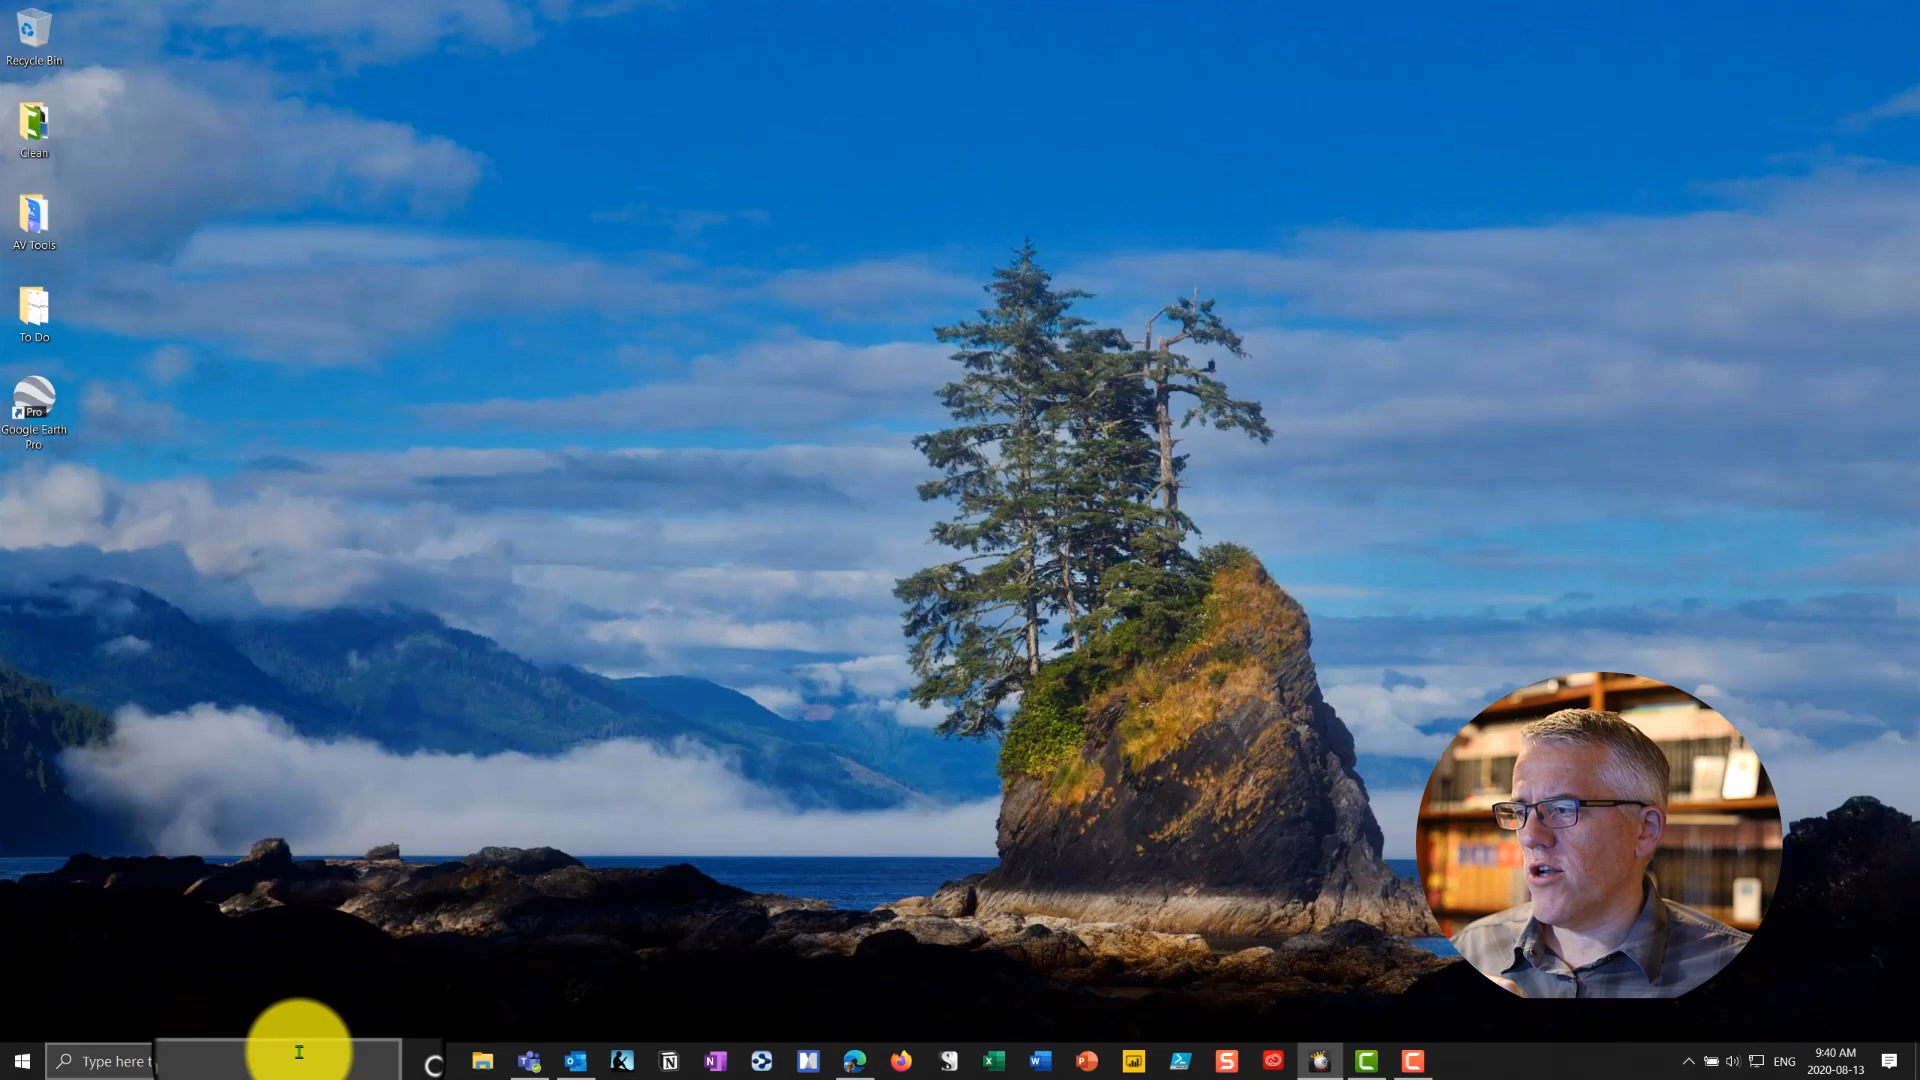 Recycle Bin
Clean
AV Tools
To Do
Pro
Google Earth
Pro
Type here t
ENG
9:40 AM
2020-08-13